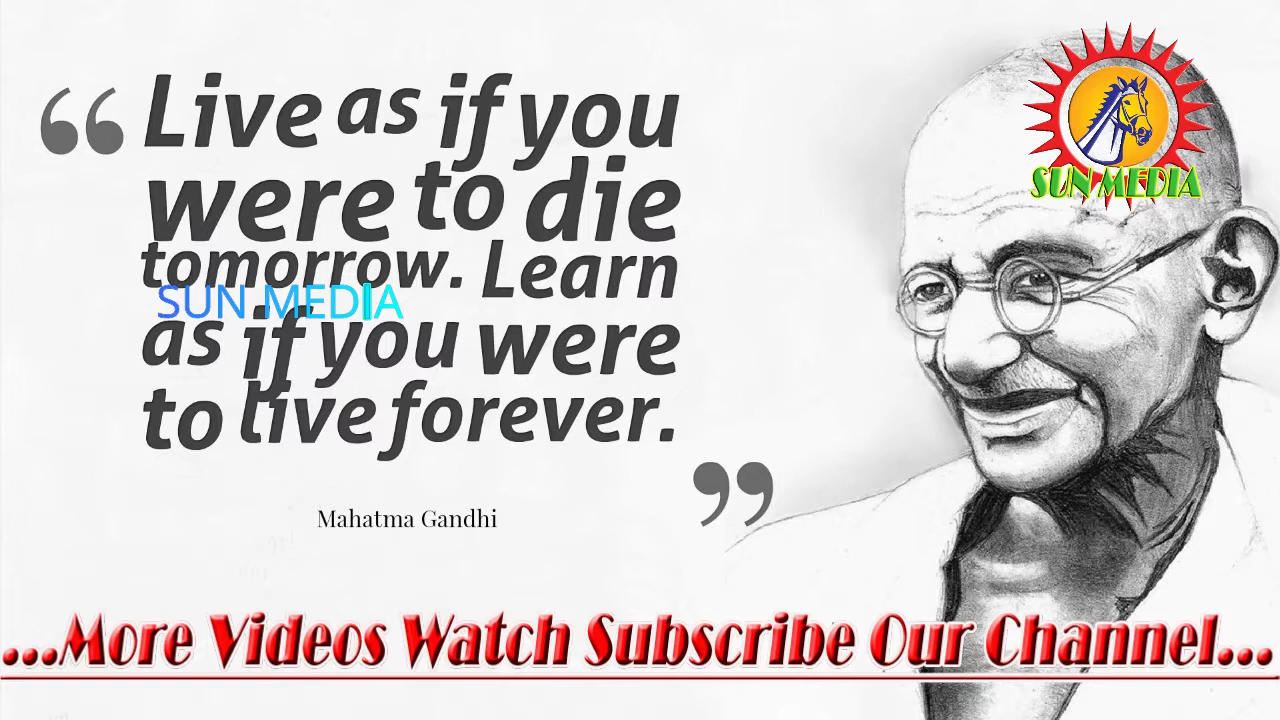 “ Live as if you
were to die
tomorrow. Learn
as if you were
to live forever. ”
SUN MEDIA
Mahatma Gandhi
SUN MEDIA
...More Videos Watch Subscribe Our Channel...